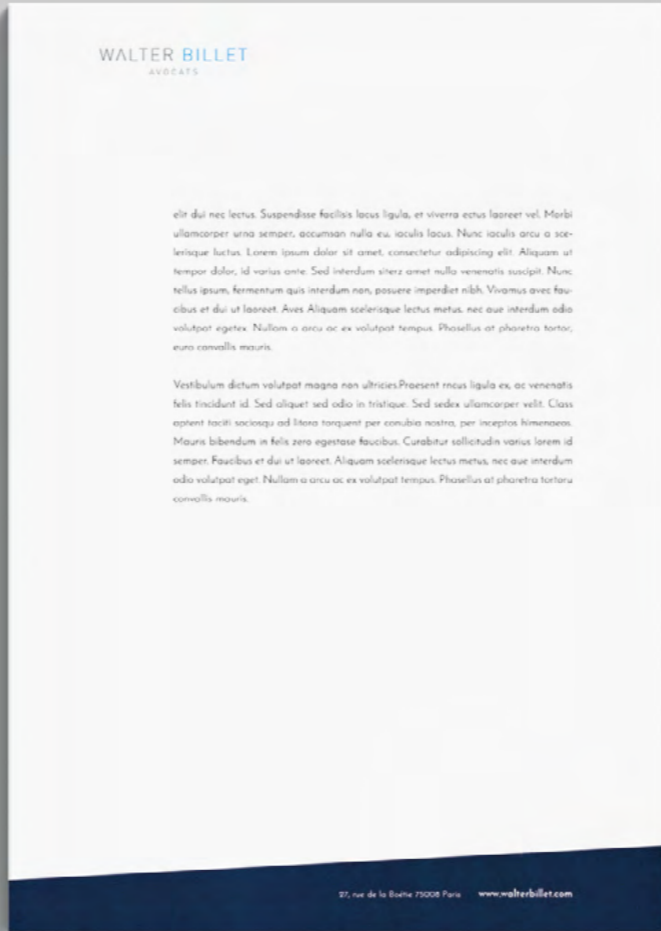 WALTER BILLET
AVOCATS
elit dui nec lectus. Suspendisse facilisis lacus ligula, et viverra ectus laoreet vel. Morbi
ullamcorper urna semper, accumsan nulla eu, iaculis lacus. Nunc iaculis arcu a sce-
lerisque luctus. Lorem ipsum dolor sit amet, consectetur adipiscing elit. Aliquam ut
tempor dolor, id varius ante. Sed interdum siterz amet nulla venenatis suscipit. Nunc
tellus ipsum, fermentum quis interdum non, posuere imperdiet nibh. Vivamus avec fau-
cibus et dui ut laoreet. Aves Aliquam scelerisque lectus metus, nec aue interdum odio
volutpat egetex. Nullam a arcu ac ex volutpat tempus. Phasellus at pharetra tortor,
euro convallis mauris.
Vestibulum dictum volutpat magna non ultricies.Praesent rncus ligula ex, ac venenatis
felis tincidunt id. Sed aliquet sed odio in tristique. Sed sedex ullamcorper velit. Class
aptent taciti sociosqu ad litora torquent per conubia nostra, per inceptos himenaeos.
Mauris bibendum in felis zero egestase faucibus. Curabitur sollicitudin varius lorem id
semper. Faucibus et dui ut laoreet. Aliquam scelerisque lectus metus, nec aue interdum
odio volutpat eget. Nullam a arcu ac ex volutpat tempus. Phasellus at pharetra tortoru
convallis mauris.
27, rue de la Boétie 75008 Paris www.walterbillet.com